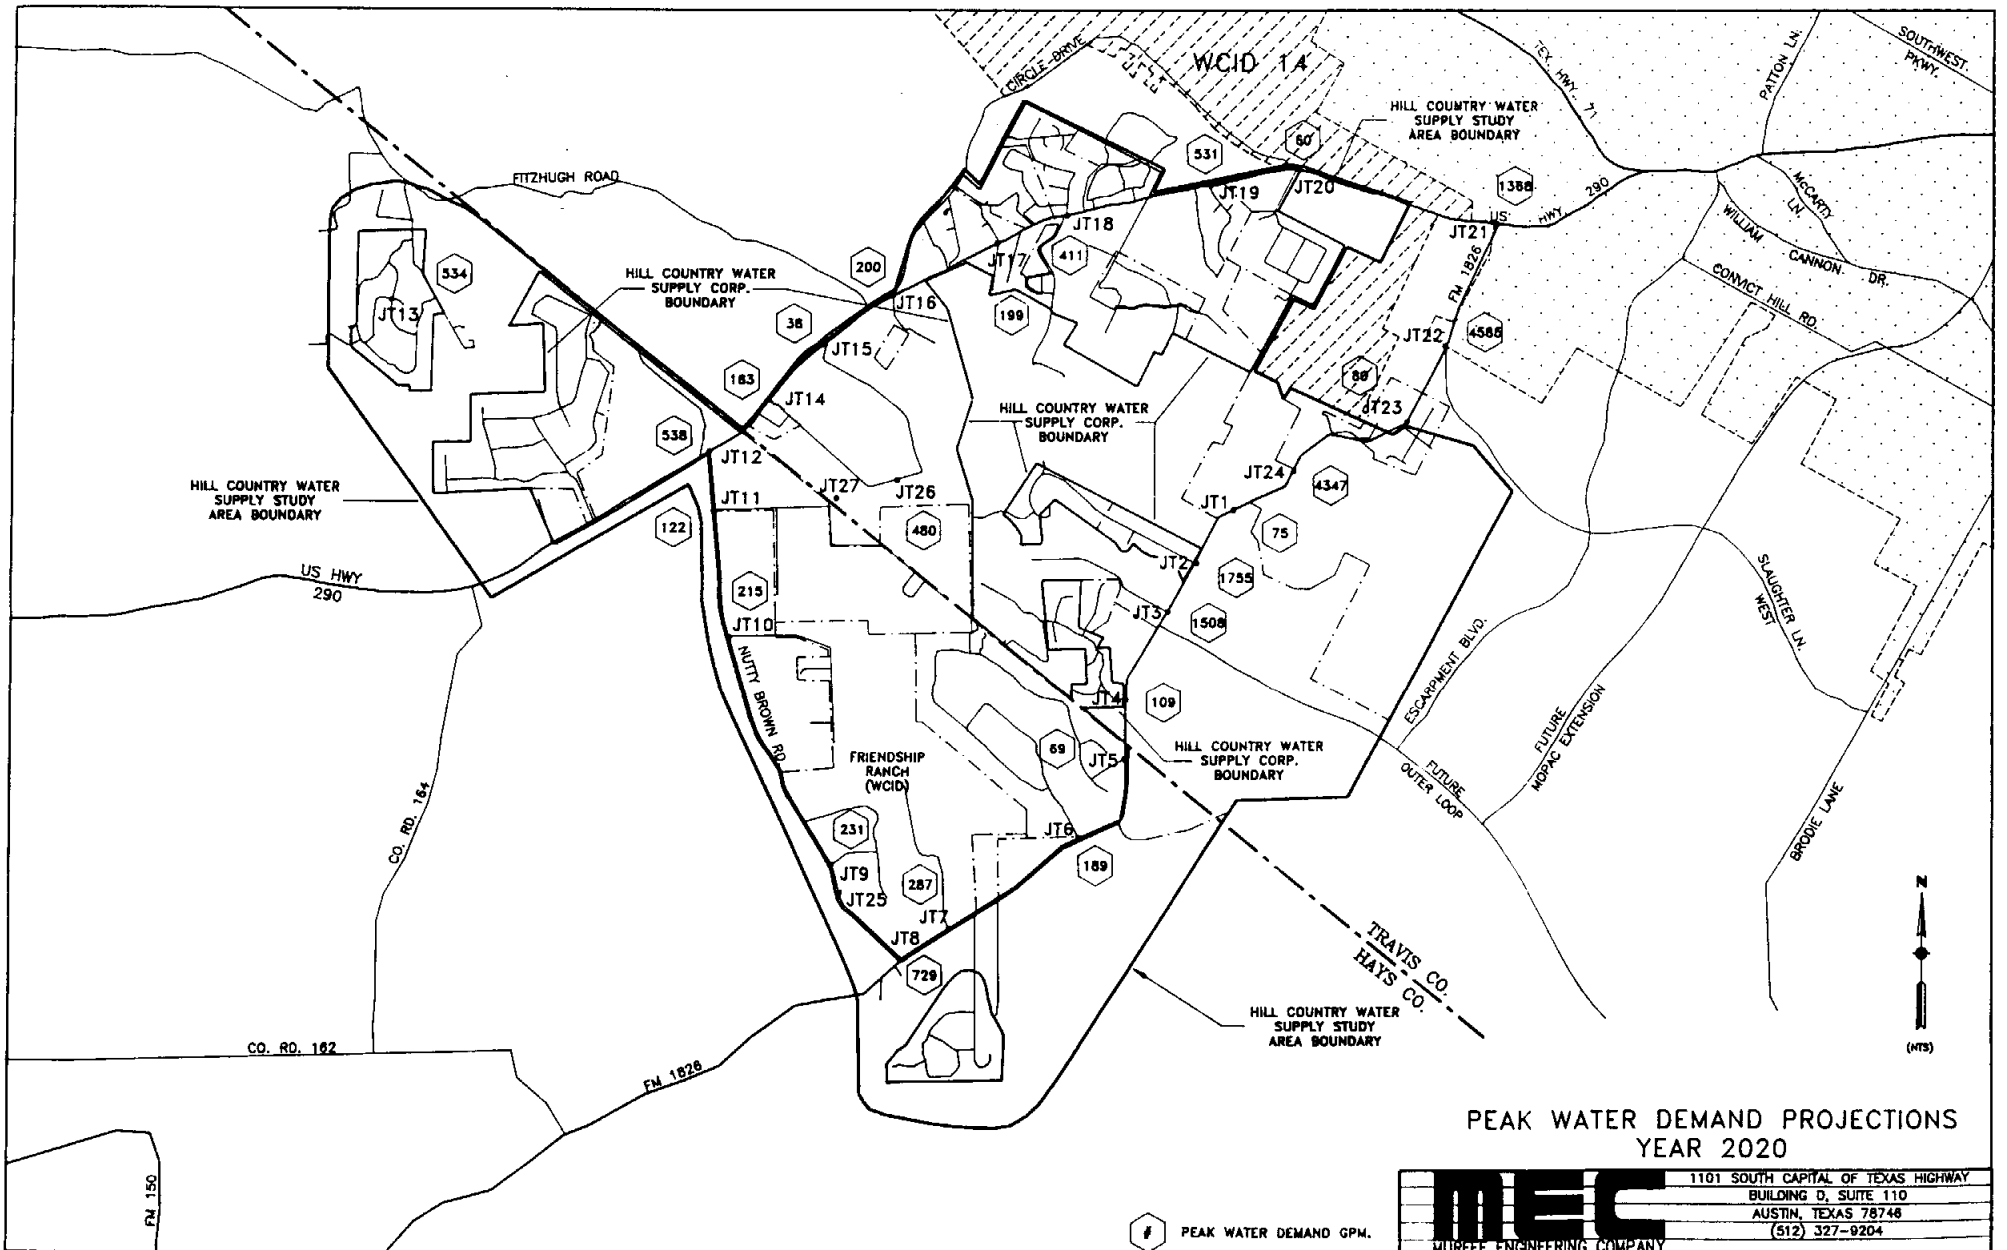 CIRCLE DRIVE
WCID 14
TEX. HWY. 71
PATTON LN.
SOUTHWEST
PKWY.
HILL COUNTRY WATER
SUPPLY STUDY
AREA BOUNDARY
531
JT19
JT20
JT18
US HWY 290
JT21
McCARTY
LN.
WILLIAM CANNON DR.
CONVICT HILL RD.
FITZHUGH ROAD
534
JT13
HILL COUNTRY WATER
SUPPLY CORP.
BOUNDARY
200
JT16
JT17
411
199
38
JT15
183
JT14
FM 1826
JT22
4585
JT23
538
JT12
HILL COUNTRY WATER
SUPPLY CORP.
BOUNDARY
JT24
4347
HILL COUNTRY WATER
SUPPLY STUDY
AREA BOUNDARY
122
JT11
JT27
JT26
480
JT1
75
JT2
1755
JT3
1508
US HWY
290
215
JT10
NUTTY BROWN RD.
JT4
109
69
JT5
HILL COUNTRY WATER
SUPPLY CORP.
BOUNDARY
SLAUGHTER LN.
WEST
ESCARPMENT BLVD.
FUTURE
MOPAC EXTENSION
FUTURE
OUTER LOOP
BRODIE LANE
CO. RD. 164
FRIENDSHIP
RANCH
(WCID)
231
JT9
JT25
287
JT7
JT6
189
JT8
729
TRAVIS CO.
HAYS CO.
HILL COUNTRY WATER
SUPPLY STUDY
AREA BOUNDARY
N
(NTS)
CO. RD. 162
FM 1826
FM 150
PEAK WATER DEMAND PROJECTIONS
YEAR 2020
# PEAK WATER DEMAND GPM.
MEC
MURFEE ENGINEERING COMPANY
1101 SOUTH CAPITAL OF TEXAS HIGHWAY
BUILDING D, SUITE 110
AUSTIN, TEXAS 78746
(512) 327-9204